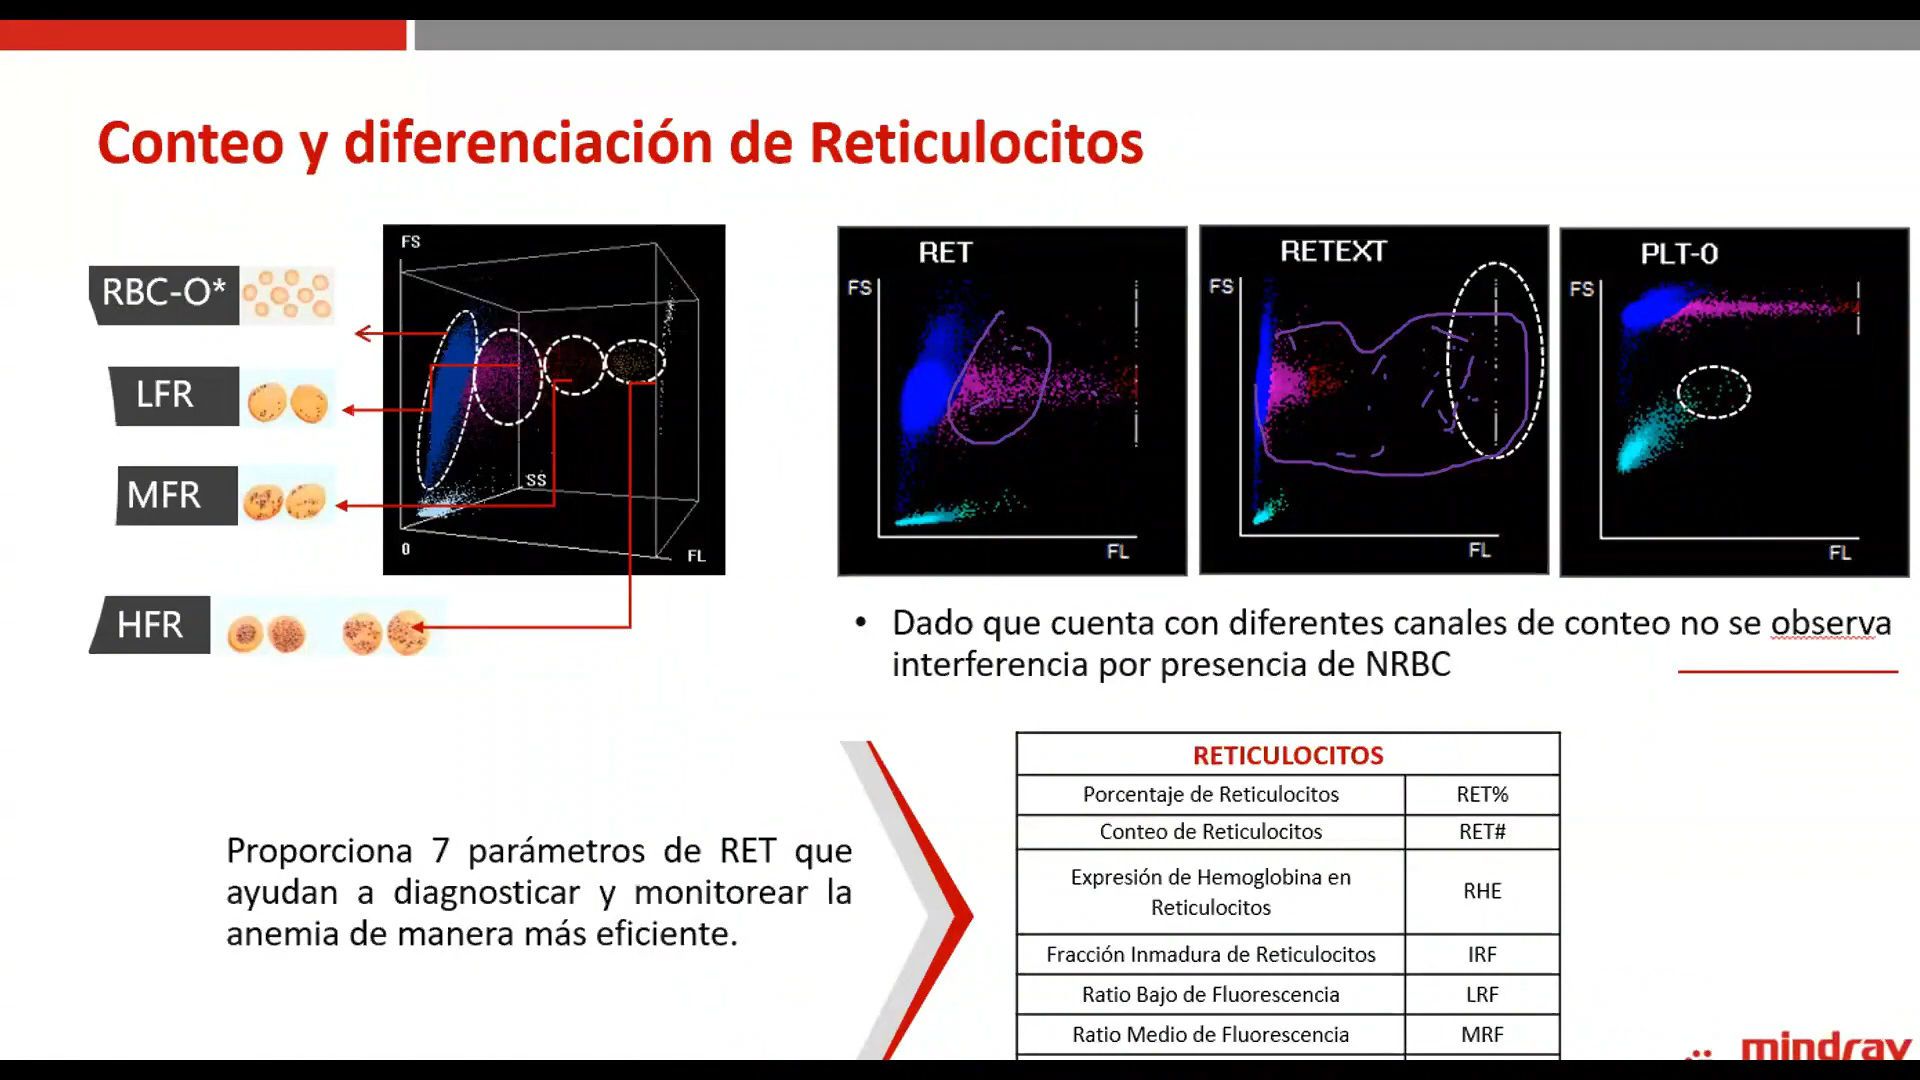 Conteo y diferenciación de Reticulocitos
RBC-O*
LFR
MFR
HFR
FS
SS
0
FL
RET
FS
FL
RETEXT
FS
FL
PLT-O
FS
FL
• Dado que cuenta con diferentes canales de conteo no se observa
interferencia por presencia de NRBC
Proporciona 7 parámetros de RET que
ayudan a diagnosticar y monitorear la
anemia de manera más eficiente.
RETICULOCITOS
Porcentaje de Reticulocitos RET%
Conteo de Reticulocitos RET#
Expresión de Hemoglobina en
Reticulocitos RHE
Fracción Inmadura de Reticulocitos IRF
Ratio Bajo de Fluorescencia LRF
Ratio Medio de Fluorescencia MRF
mindray